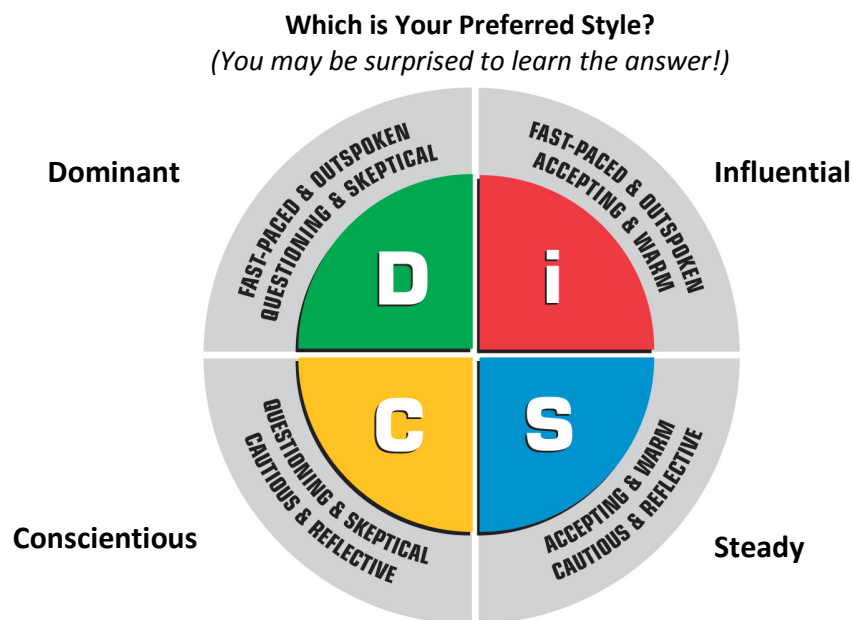 Which is Your Preferred Style?
(You may be surprised to learn the answer!)
Dominant
FAST-PACED & OUTSPOKEN
QUESTIONING & SKEPTICAL
D
Influential
FAST-PACED & OUTSPOKEN
ACCEPTING & WARM
i
Conscientious
QUESTIONING & SKEPTICAL
CAUTIOUS & REFLECTIVE
C
Steady
ACCEPTING & WARM
CAUTIOUS & REFLECTIVE
S